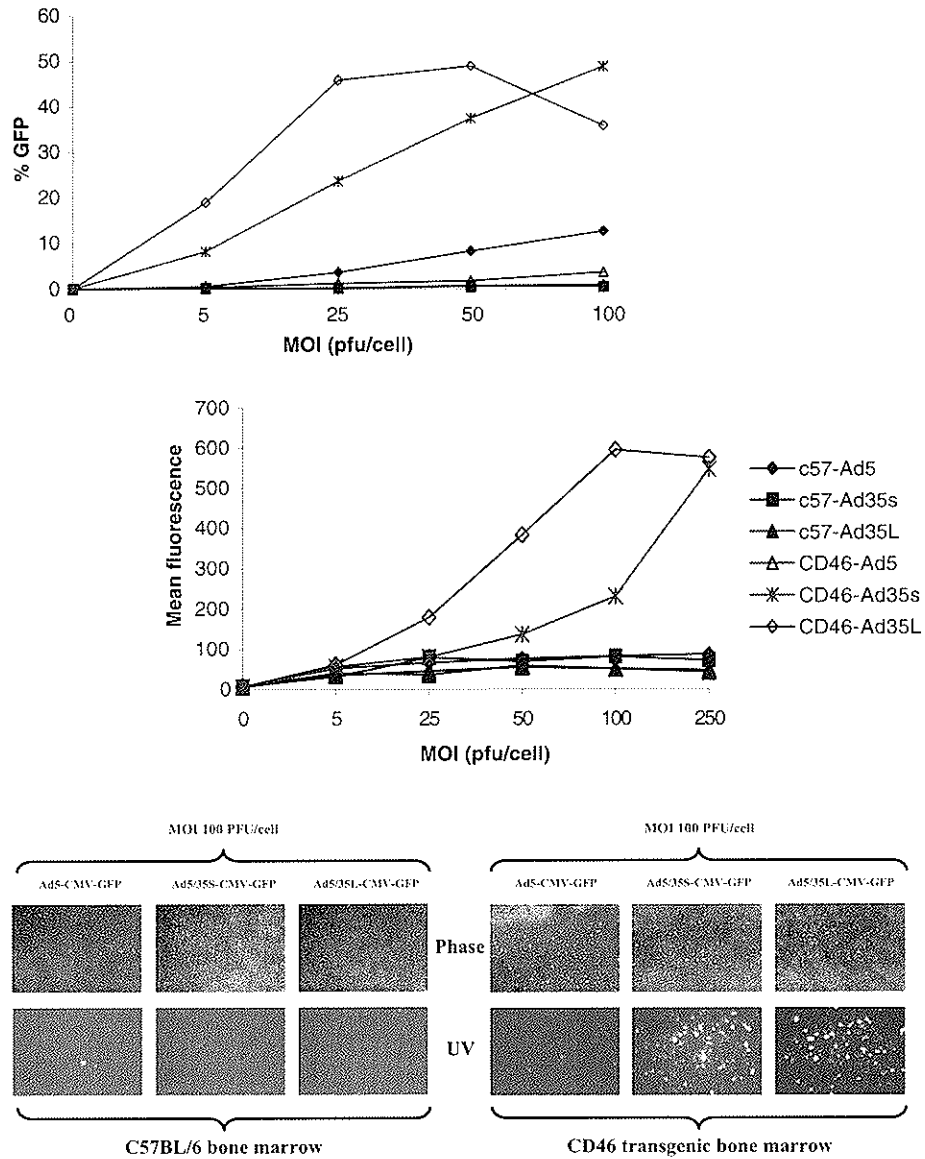 60
50
40
30
20
10
0
% GFP
0 5 25 50 100
MOI (pfu/cell)
700
600
500
400
300
200
100
0
Mean fluorescence
0 5 25 50 100 250
MOI (pfu/cell)
c57-Ad5
c57-Ad35s
c57-Ad35L
CD46-Ad5
CD46-Ad35s
CD46-Ad35L
MOI 100 PFU/cell
Ad5-CMV-GFP Ad5/35S-CMV-GFP Ad5/35L-CMV-GFP
MOI 100 PFU/cell
Ad5-CMV-GFP Ad5/35S-CMV-GFP Ad5/35L-CMV-GFP
Phase
UV
C57BL/6 bone marrow
CD46 transgenic bone marrow